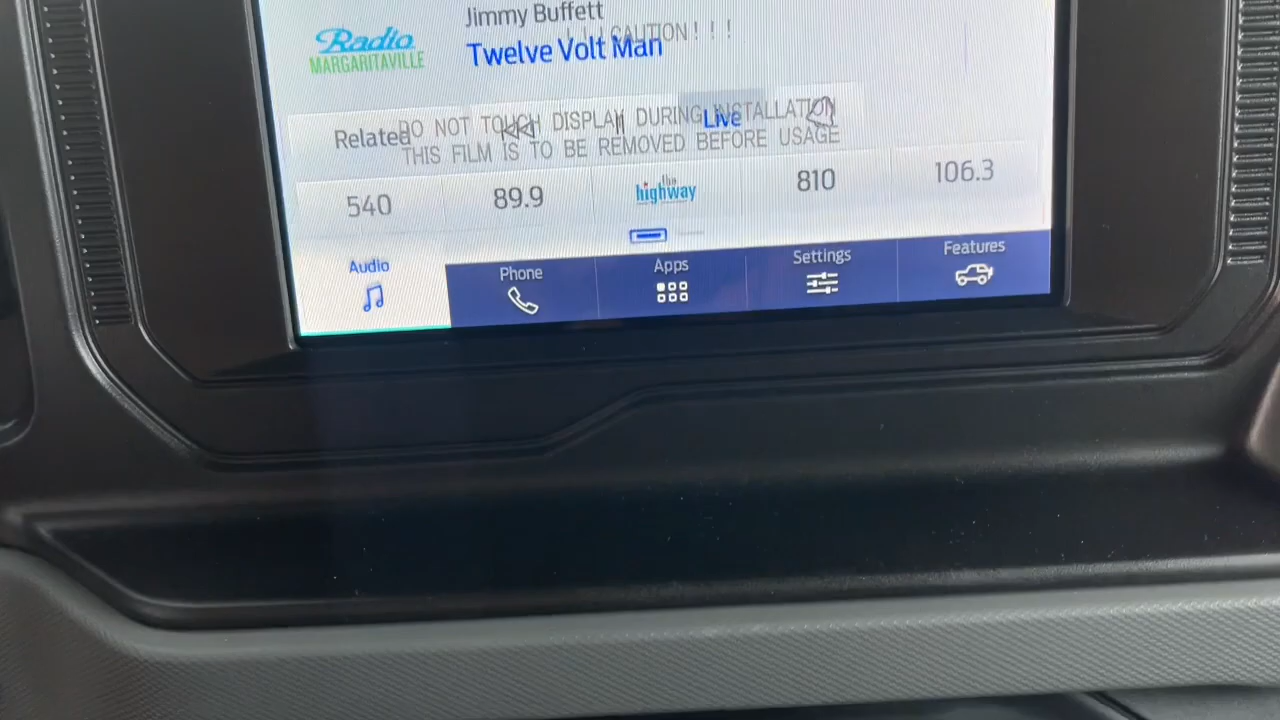 Jimmy Buffett
Radio
MARGARITAVILLE
! ! ! CAUTION ! ! !
Twelve Volt Man
Related
Live
DO NOT TOUCH DISPLAY DURING INSTALLATION
THIS FILM IS TO BE REMOVED BEFORE USAGE
540
89.9
the
highway
810
106.3
Audio
Phone
Apps
Settings
Features